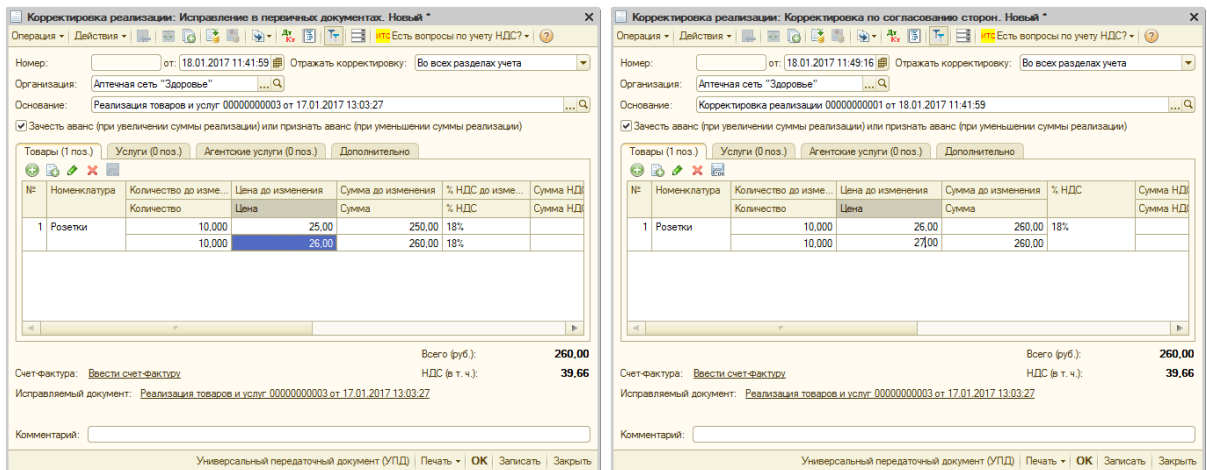 Корректировка реализации: Исправление в первичных документах. Новый *
Операция Действия Дт Кт ИТС Есть вопросы по учету НДС? ?
Номер: от: 18.01.2017 11:41:59 Отражать корректировку: Во всех разделах учета
Организация: Аптечная сеть "Здоровье" ...
Основание: Реализация товаров и услуг 00000000003 от 17.01.2017 13:03:27 ...
Зачесть аванс (при увеличении суммы реализации) или признать аванс (при уменьшении суммы реализации)
Товары (1 поз.) Услуги (0 поз.) Агентские услуги (0 поз.) Дополнительно
№ Номенклатура Количество до изме... Цена до изменения Сумма до изменения % НДС до изме... Сумма НДС
Количество Цена Сумма % НДС Сумма НДС
1 Розетки 10,000 25,00 250,00 18%
10,000 26,00 260,00 18%
Всего (руб.): 260,00
Счет-фактура: Ввести счет-фактуру НДС (в т. ч.): 39,66
Исправляемый документ: Реализация товаров и услуг 00000000003 от 17.01.2017 13:03:27
Комментарий:
Универсальный передаточный документ (УПД) Печать OK Записать Закрыть
Корректировка реализации: Корректировка по согласованию сторон. Новый *
Операция Действия Дт Кт ИТС Есть вопросы по учету НДС? ?
Номер: от: 18.01.2017 11:49:16 Отражать корректировку: Во всех разделах учета
Организация: Аптечная сеть "Здоровье" ...
Основание: Корректировка реализации 00000000001 от 18.01.2017 11:41:59 ...
Зачесть аванс (при увеличении суммы реализации) или признать аванс (при уменьшении суммы реализации)
Товары (1 поз.) Услуги (0 поз.) Агентские услуги (0 поз.) Дополнительно
№ Номенклатура Количество до изме... Цена до изменения Сумма до изменения % НДС Сумма НДС
Количество Цена Сумма Сумма НДС
1 Розетки 10,000 26,00 260,00 18%
10,000 27,00 260,00
Всего (руб.): 260,00
Счет-фактура: Ввести счет-фактуру НДС (в т. ч.): 39,66
Исправляемый документ: Реализация товаров и услуг 00000000003 от 17.01.2017 13:03:27
Комментарий:
Универсальный передаточный документ (УПД) Печать OK Записать Закрыть